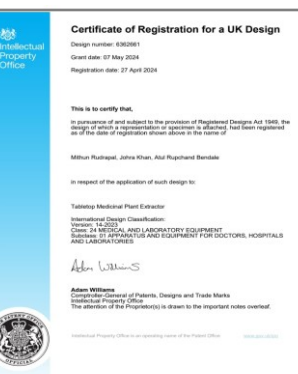 Intellectual
Property
Office
Certificate of Registration for a UK Design
Design number: 6362661
Grant date: 07 May 2024
Registration date: 27 April 2024
This is to certify that,
in pursuance of and subject to the provision of Registered Designs Act 1949, the
design of which a representation or specimen is attached, had been registered
as of the date of registration shown above in the name of
Mithun Rudrapal, Johra Khan, Atul Rupchand Bendale
in respect of the application of such design to:
Tabletop Medicinal Plant Extractor
International Design Classification:
Version: 14-2023
Class: 24 MEDICAL AND LABORATORY EQUIPMENT
Subclass: 01 APPARATUS AND EQUIPMENT FOR DOCTORS, HOSPITALS
AND LABORATORIES
Adam Williams
Adam Williams
Comptroller-General of Patents, Designs and Trade Marks
Intellectual Property Office
The attention of the Proprietor(s) is drawn to the important notes overleaf.
Intellectual Property Office is an operating name of the Patent Office